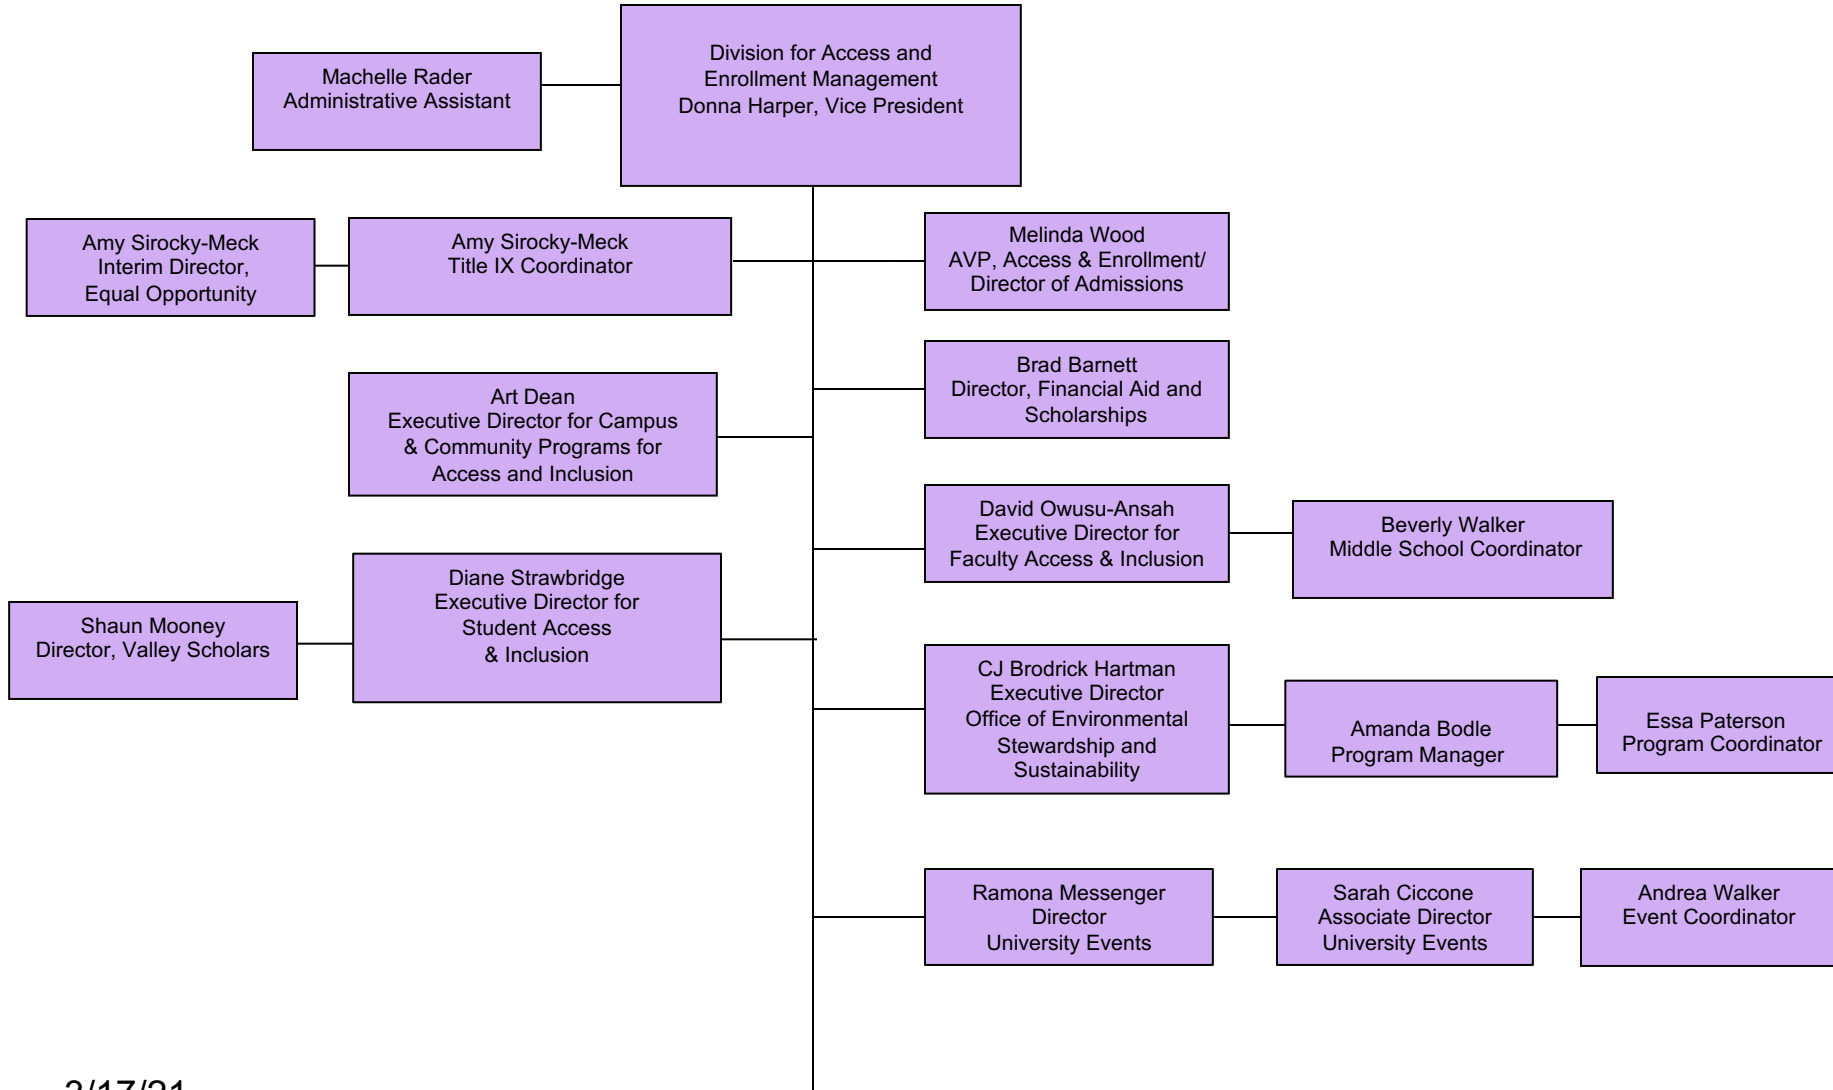 Division for Access and
Enrollment Management
Donna Harper, Vice President
Machelle Rader
Administrative Assistant
Amy Sirocky-Meck
Interim Director,
Equal Opportunity
Amy Sirocky-Meck
Title IX Coordinator
Melinda Wood
AVP, Access & Enrollment/
Director of Admissions
Brad Barnett
Director, Financial Aid and
Scholarships
Art Dean
Executive Director for Campus
& Community Programs for
Access and Inclusion
David Owusu-Ansah
Executive Director for
Faculty Access & Inclusion
Beverly Walker
Middle School Coordinator
Diane Strawbridge
Executive Director for
Student Access
& Inclusion
Shaun Mooney
Director, Valley Scholars
CJ Brodrick Hartman
Executive Director
Office of Environmental
Stewardship and
Sustainability
Amanda Bodle
Program Manager
Essa Paterson
Program Coordinator
Ramona Messenger
Director
University Events
Sarah Ciccone
Associate Director
University Events
Andrea Walker
Event Coordinator
3/17/21